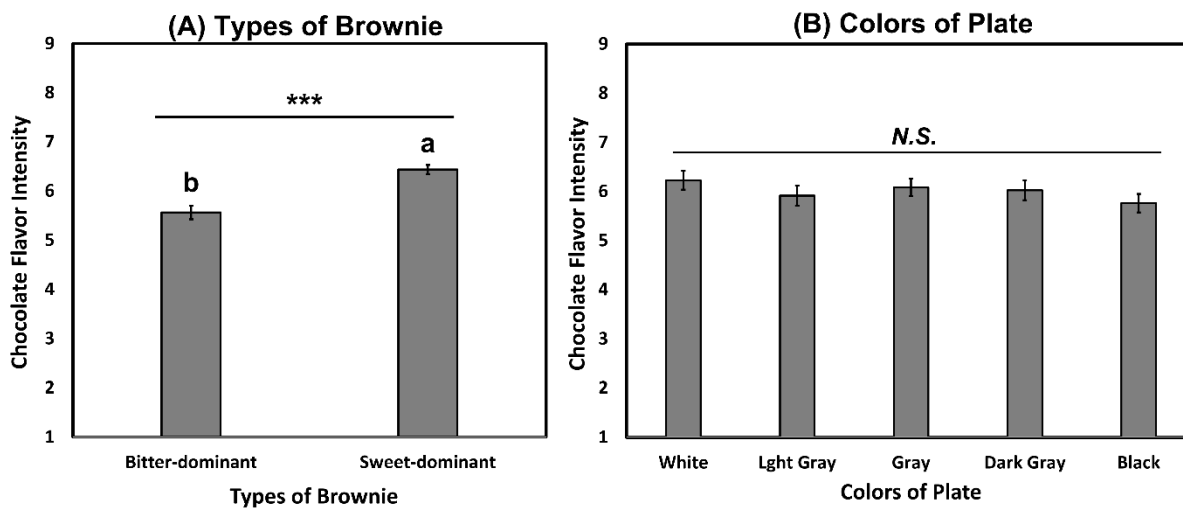 (A) Types of Brownie
Chocolate Flavor Intensity
9
8
7
6
5
4
3
2
1
***
b
a
Bitter-dominant Sweet-dominant
Types of Brownie
(B) Colors of Plate
Chocolate Flavor Intensity
9
8
7
6
5
4
3
2
1
N.S.
White Lght Gray Gray Dark Gray Black
Colors of Plate